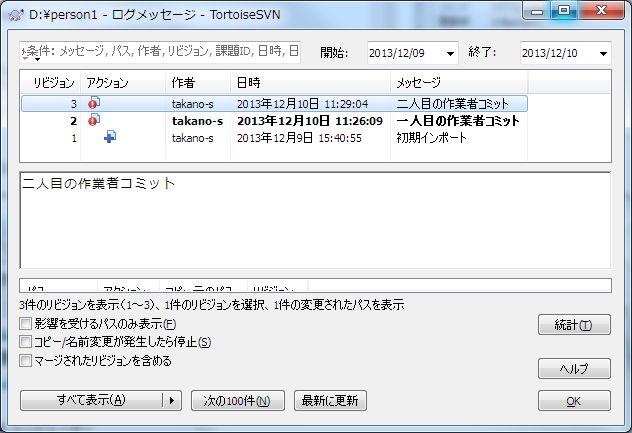 D:¥person1 - ログメッセージ - TortoiseSVN
条件: メッセージ, パス, 作者, リビジョン, 課題ID, 日時, 日
開始: 2013/12/09 終了: 2013/12/10
リビジョン アクション 作者 日時 メッセージ
3 takano-s 2013年12月10日 11:29:04 二人目の作業者コミット
2 takano-s 2013年12月10日 11:26:09 一人目の作業者コミット
1 takano-s 2013年12月9日 15:40:55 初期インポート
二人目の作業者コミット
パス アクション コピー元のパス リビジョン
3件のリビジョンを表示(1～3)、1件のリビジョンを選択、1件の変更されたパスを表示
影響を受けるパスのみ表示(F)
統計(T)
コピー/名前変更が発生したら停止(S)
マージされたリビジョンを含める
ヘルプ
すべて表示(A) 次の100件(N) 最新に更新 OK